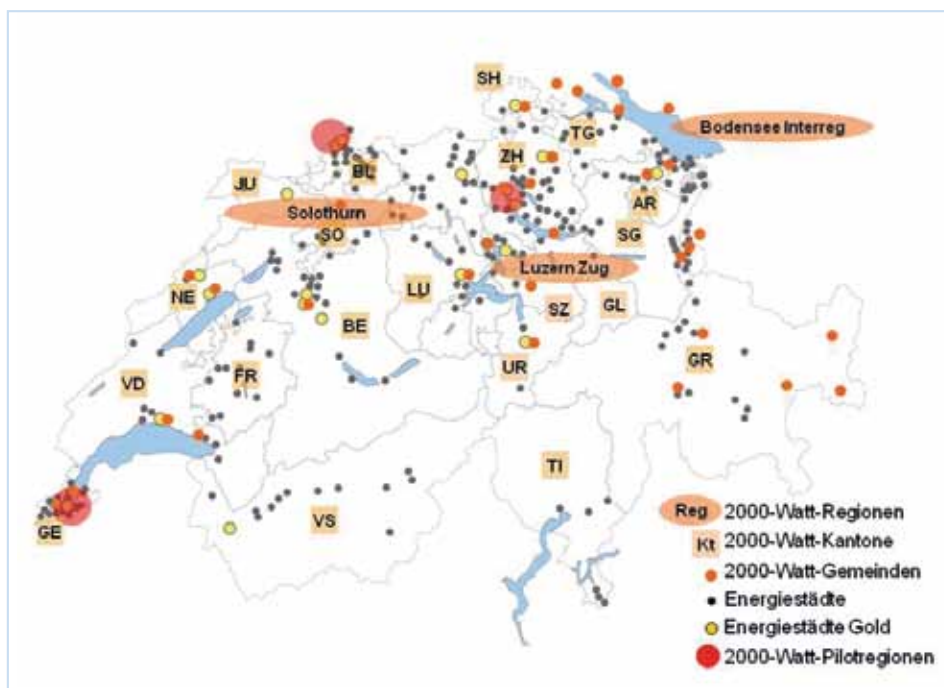 SH
Bodensee Interreg
TG
ZH
BL
JU
AR
Solothurn
SO
SG
Luzern Zug
LU
NE
SZ
GL
BE
UR
GR
VD
FR
TI
VS
GE
Reg 2000-Watt-Regionen
Kt 2000-Watt-Kantone
2000-Watt-Gemeinden
Energiestädte
Energiestädte Gold
2000-Watt-Pilotregionen